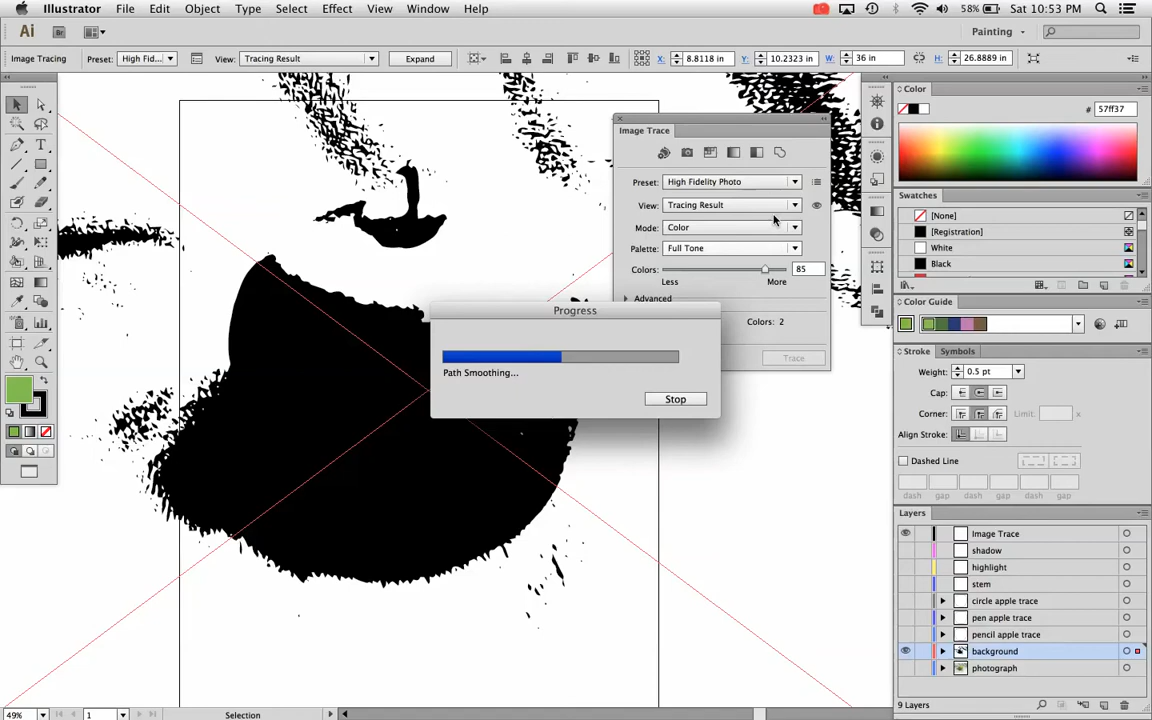 Illustrator File Edit Object Type Select Effect View Window Help 58% Sat 10:53 PM
Ai Br Painting
Image Tracing Preset: High Fid... View: Tracing Result Expand X: 8.8118 in Y: 10.2323 in W: 36 in H: 26.8889 in
Image Trace
Preset: High Fidelity Photo
View: Tracing Result
Mode: Color
Palette: Full Tone
Colors: 85
Less More
Advanced
Colors: 2
Trace
Progress
Path Smoothing...
Stop
Color
# 57ff37
Swatches
[None]
[Registration]
White
Black
Color Guide
Stroke Symbols
Weight: 0.5 pt
Cap:
Corner: Limit: x
Align Stroke:
Dashed Line
dash gap dash gap dash gap
Layers
Image Trace
shadow
highlight
stem
circle apple trace
pen apple trace
pencil apple trace
background
photograph
9 Layers
49% 1 Selection